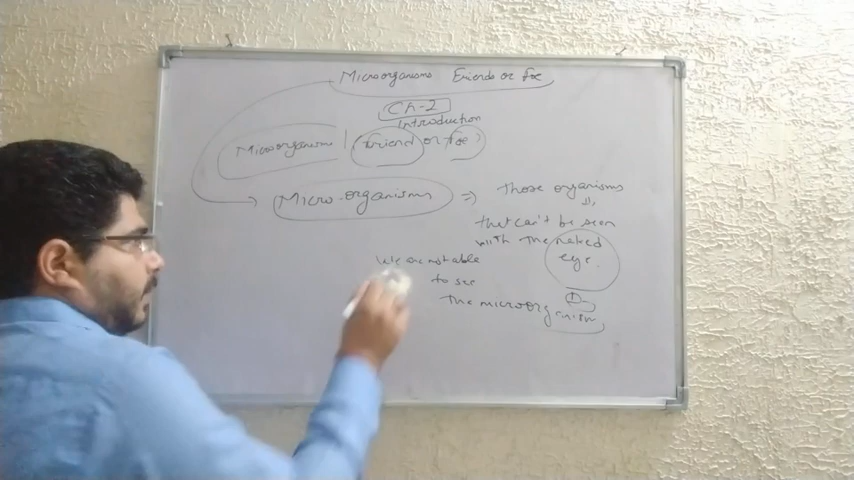 Microorganisms Friends or foe
Ch-2
Introduction
Microorganisms | Friend or foe?
Micro-organisms => Those organisms
that can't be seen
with the naked
eye.
We are not able
to see
the microorganism